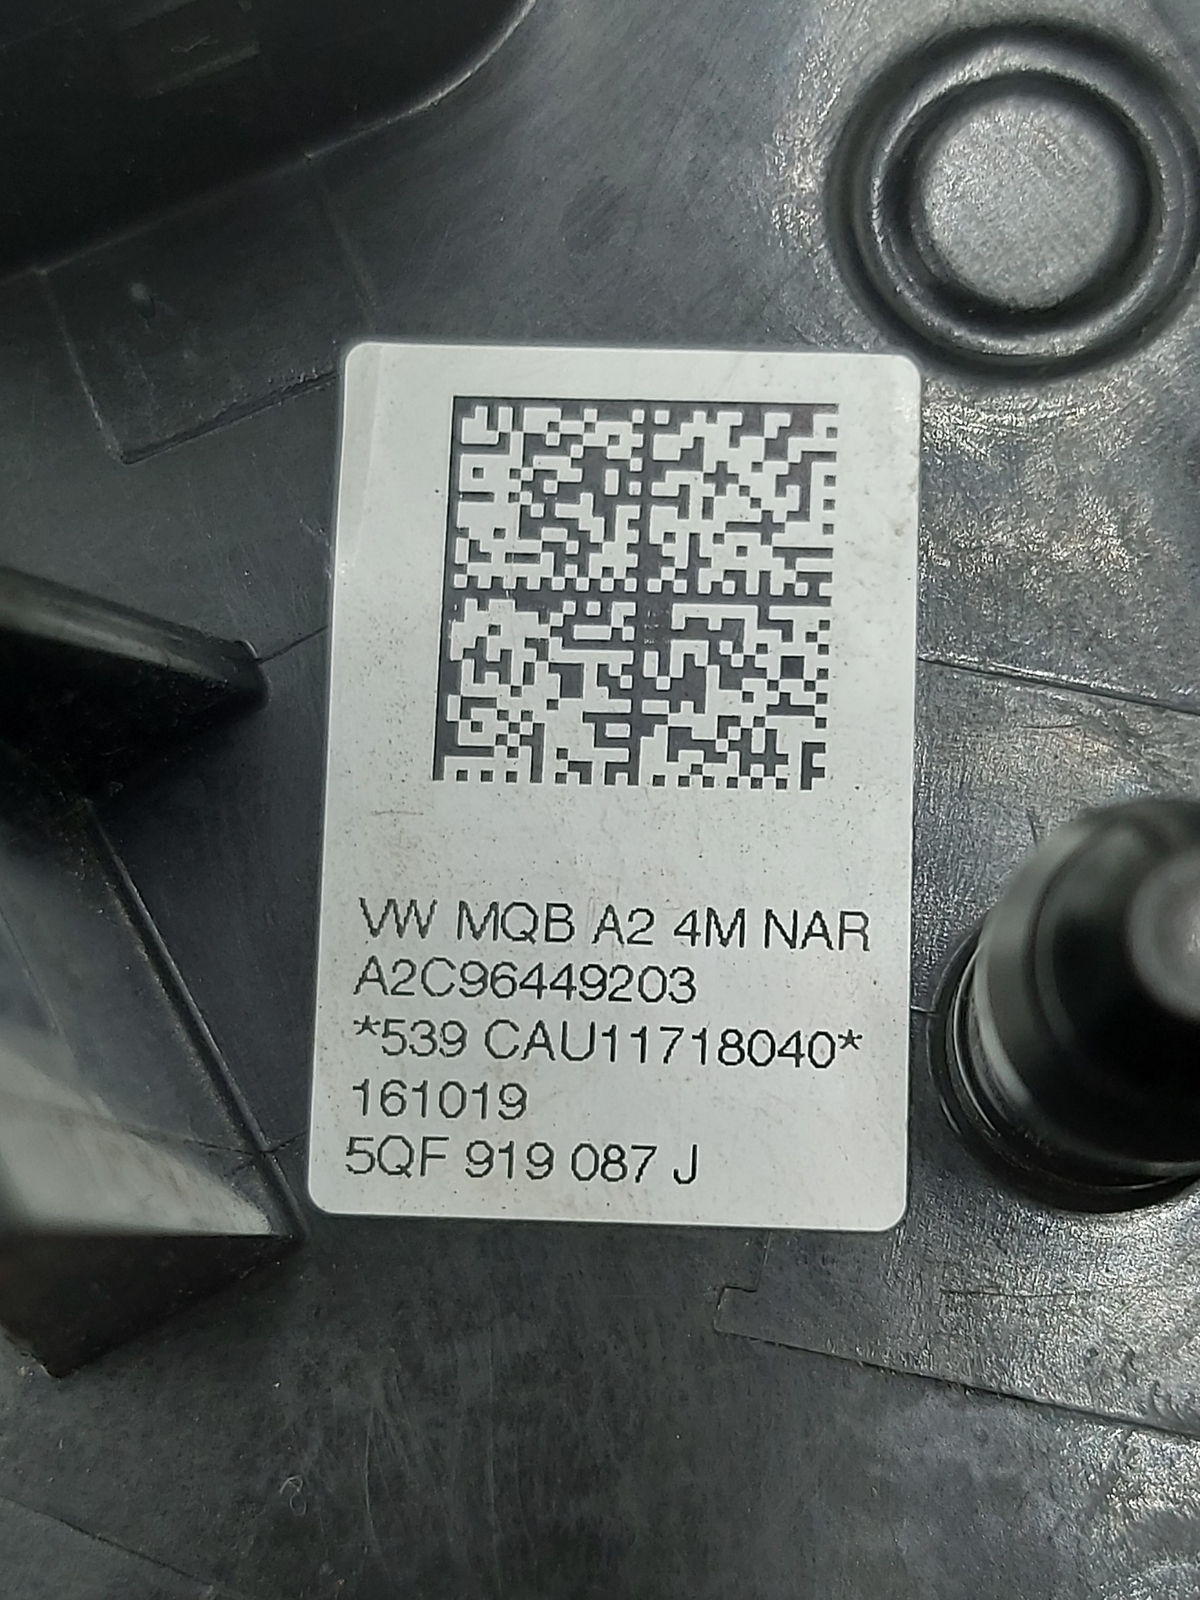 VW MQB A2 4M NAR
A2C96449203
*539 CAU11718040*
161019
5QF 919 087 J